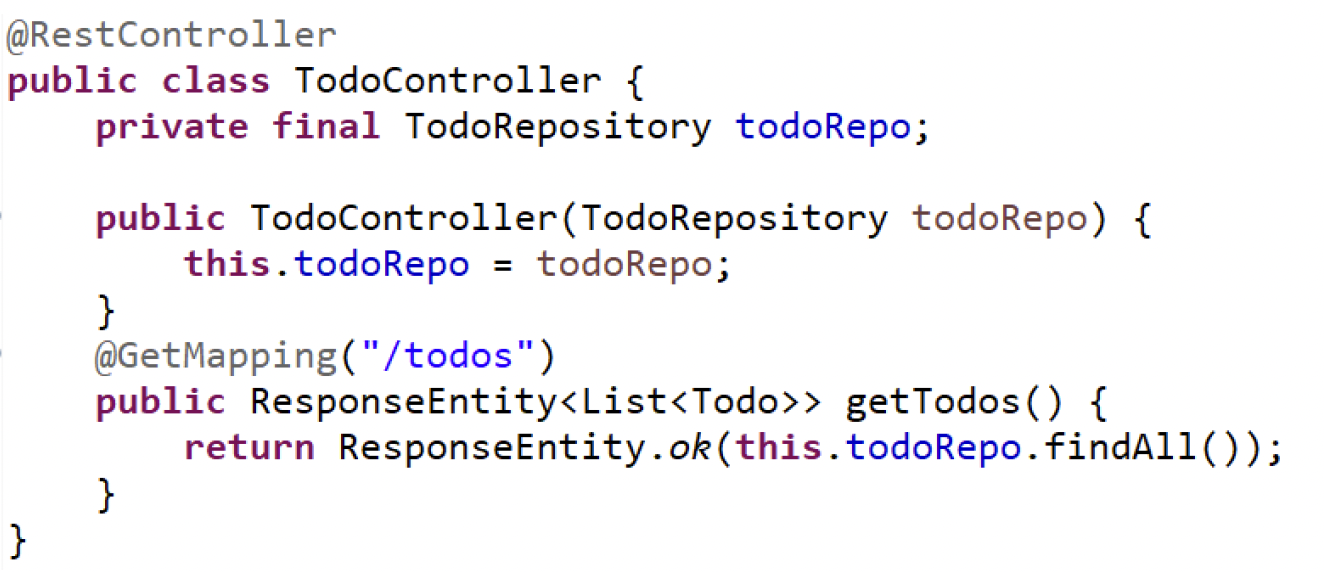 @RestController
public class TodoController {
    private final TodoRepository todoRepo;

    public TodoController(TodoRepository todoRepo) {
        this.todoRepo = todoRepo;
    }
    @GetMapping("/todos")
    public ResponseEntity<List<Todo>> getTodos() {
        return ResponseEntity.ok(this.todoRepo.findAll());
    }
}